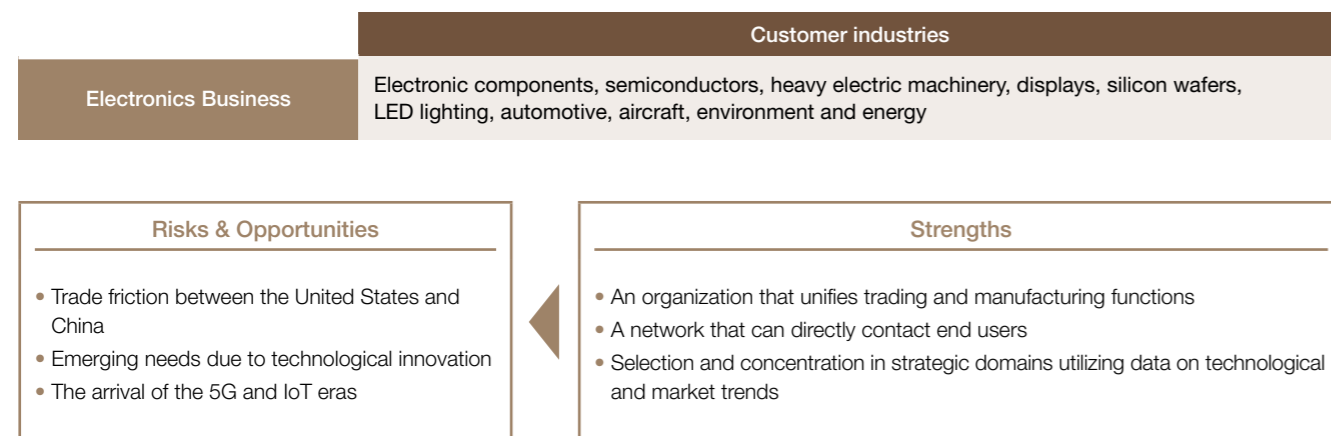 Customer industries
Electronics Business
Electronic components, semiconductors, heavy electric machinery, displays, silicon wafers,
LED lighting, automotive, aircraft, environment and energy
Risks & Opportunities
• Trade friction between the United States and
China
• Emerging needs due to technological innovation
• The arrival of the 5G and IoT eras
Strengths
• An organization that unifies trading and manufacturing functions
• A network that can directly contact end users
• Selection and concentration in strategic domains utilizing data on technological
and market trends